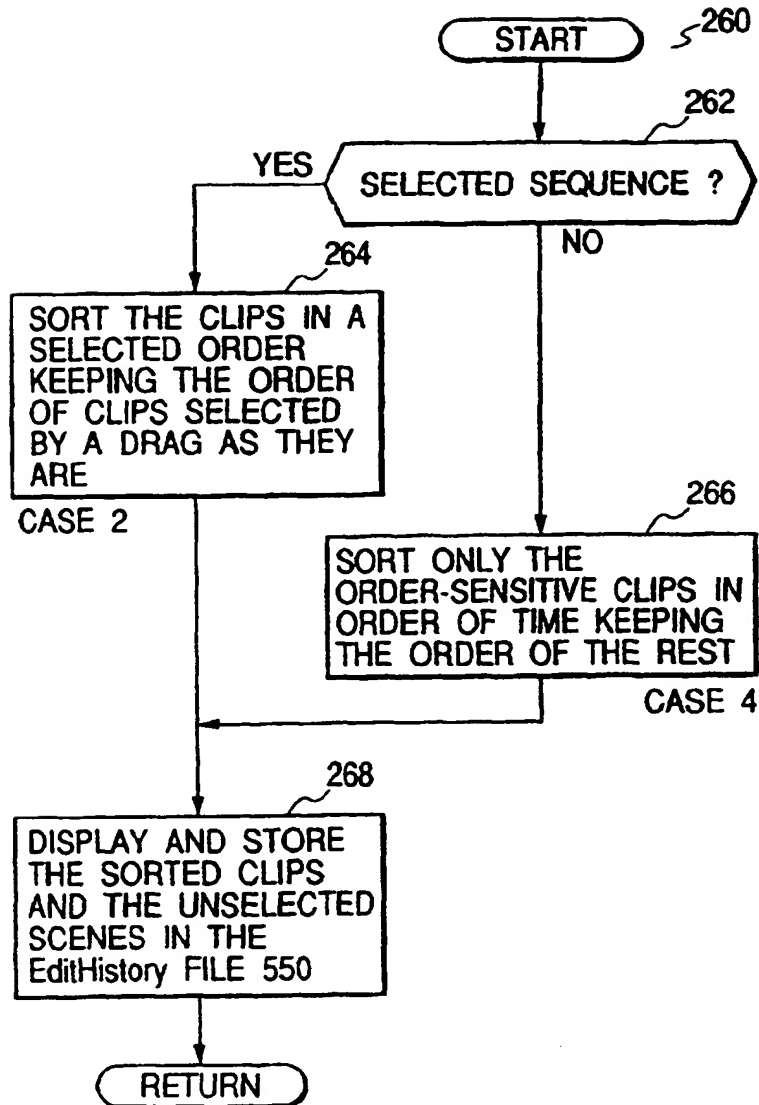 START
260
262
SELECTED SEQUENCE ?
YES
NO
264
SORT THE CLIPS IN A
SELECTED ORDER
KEEPING THE ORDER
OF CLIPS SELECTED
BY A DRAG AS THEY
ARE
CASE 2
266
SORT ONLY THE
ORDER-SENSITIVE CLIPS IN
ORDER OF TIME KEEPING
THE ORDER OF THE REST
CASE 4
268
DISPLAY AND STORE
THE SORTED CLIPS
AND THE UNSELECTED
SCENES IN THE
EditHistory FILE 550
RETURN